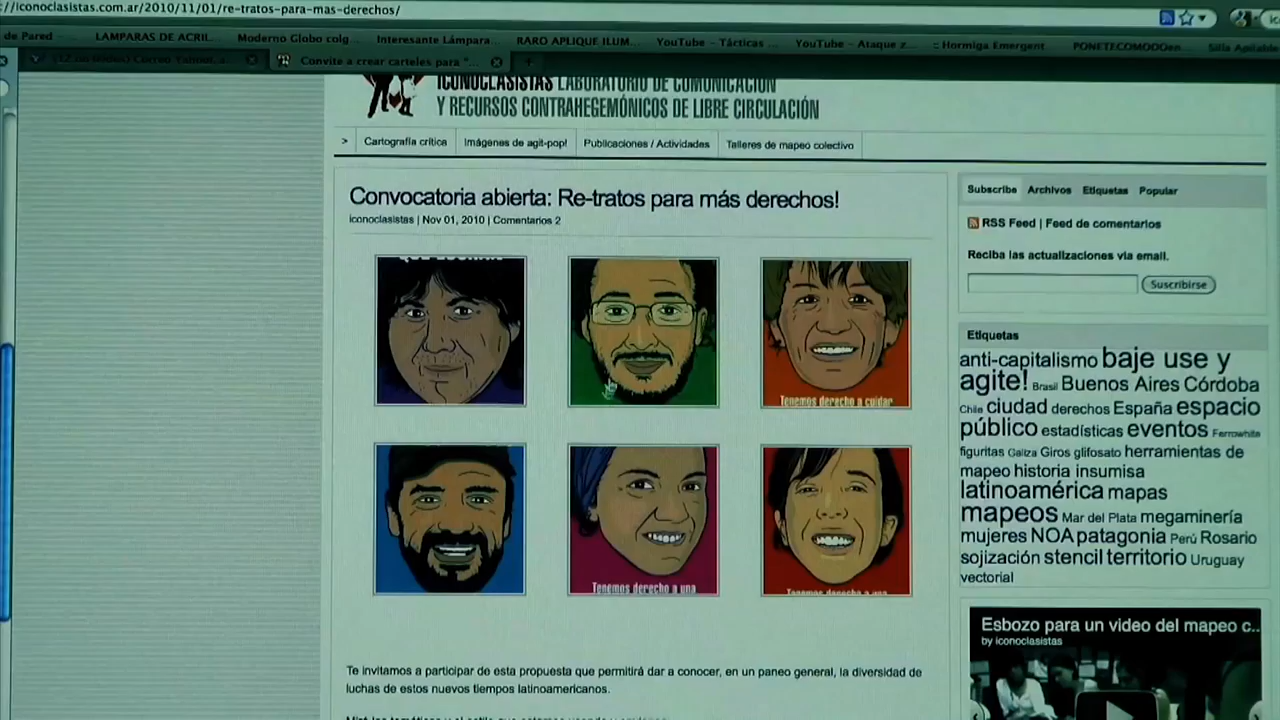 ://iconoclasistas.com.ar/2010/11/01/re-tratos-para-mas-derechos/
de Pared
LAMPARAS DE ACRIL...
Moderno Globo colg...
Interesante Lámpara...
RARO APLIQUE ILUM...
YouTube - Tácticas ...
YouTube - Ataque z...
:: Hormiga Emergent...
PONETECOMODOen...
Convite a crear carteles para "...
ICONOCLASISTAS LABORATORIO DE COMUNICACIÓN
Y RECURSOS CONTRAHEGEMÓNICOS DE LIBRE CIRCULACIÓN
>
Cartografía crítica
Imágenes de agit-pop!
Publicaciones / Actividades
Talleres de mapeo colectivo
Convocatoria abierta: Re-tratos para más derechos!
iconoclasistas | Nov 01, 2010 | Comentarios 2
Tenemos derecho a cuidar
Tenemos derecho a una
Tenemos derecho a una
Te invitamos a participar de esta propuesta que permitirá dar a conocer, en un paneo general, la diversidad de
luchas de estos nuevos tiempos latinoamericanos.
Subscribe Archivos Etiquetas Popular
RSS Feed | Feed de comentarios
Reciba las actualizaciones via email.
Suscribirse
Etiquetas
anti-capitalismo baje use y
agite! Brasil Buenos Aires Córdoba
Chile ciudad derechos España espacio
público estadísticas eventos Ferrowhite
figuritas Galiza Giros glifosato herramientas de
mapeo historia insumisa
latinoamérica mapas
mapeos Mar del Plata megaminería
mujeres NOA patagonia Perú Rosario
sojización stencil territorio Uruguay
vectorial
Esbozo para un video del mapeo c...
by iconoclasistas